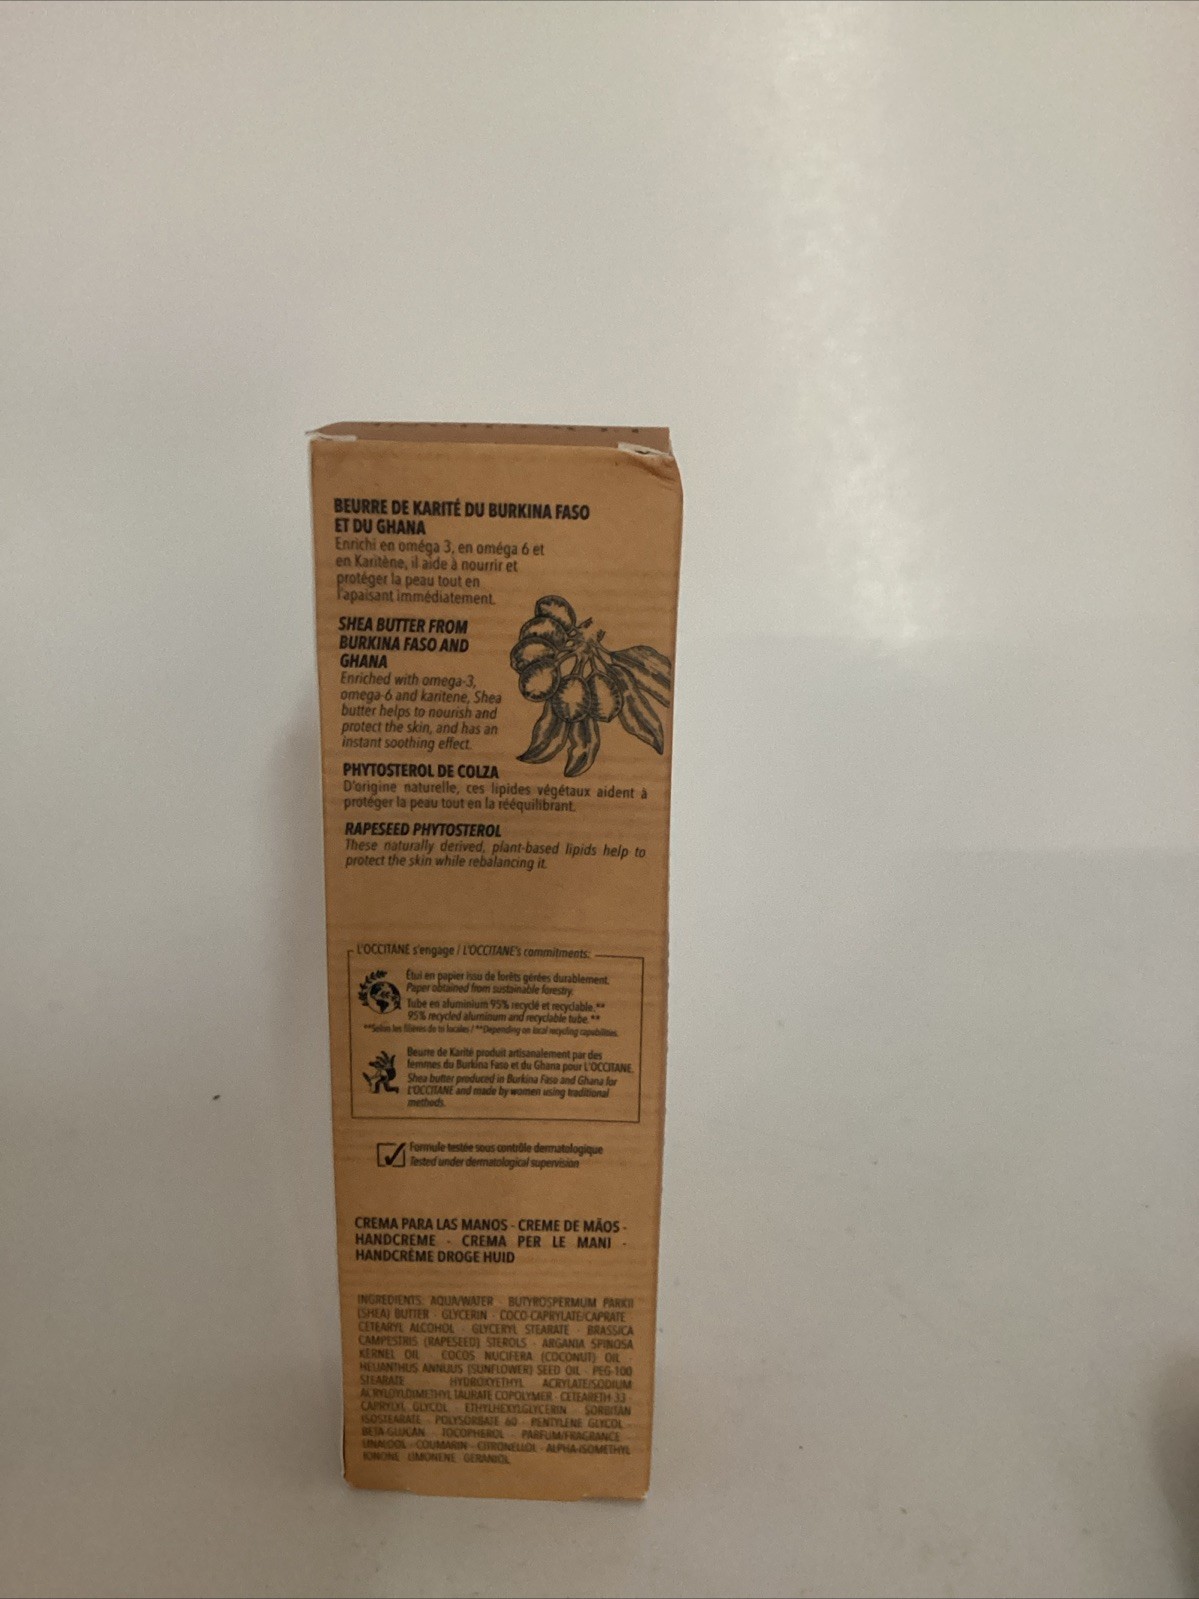 BEURRE DE KARITÉ DU BURKINA FASO
ET DU GHANA
Enrichi en oméga 3, en oméga 6 et
en Karitène, il aide à nourrir et
protéger la peau tout en
l'apaisant immédiatement.
SHEA BUTTER FROM
BURKINA FASO AND
GHANA
Enriched with omega-3,
omega-6 and karitene, Shea
butter helps to nourish and
protect the skin, and has an
instant soothing effect.
PHYTOSTEROL DE COLZA
D'origine naturelle, ces lipides végétaux aident à
protéger la peau tout en la rééquilibrant.
RAPESEED PHYTOSTEROL
These naturally derived, plant-based lipids help to
protect the skin while rebalancing it.
L'OCCITANE s'engage / L'OCCITANE's commitments:
Étui en papier issu de forêts gérées durablement.
Paper obtained from sustainable forestry.
Tube en aluminium 95% recyclé et recyclable.**
95% recycled aluminum and recyclable tube.**
**Selon les filières de tri locales / **Depending on local recycling capabilities.
Beurre de Karité produit artisanalement par des
femmes du Burkina Faso et du Ghana pour L'OCCITANE.
Shea butter produced in Burkina Faso and Ghana for
L'OCCITANE and made by women using traditional
methods.
Formule testée sous contrôle dermatologique
Tested under dermatological supervision
CREMA PARA LAS MANOS - CREME DE MÃOS -
HANDCREME - CREMA PER LE MANI -
HANDCRÈME DROGE HUID
INGREDIENTS: AQUA/WATER - BUTYROSPERMUM PARKII
(SHEA) BUTTER - GLYCERIN - COCO-CAPRYLATE/CAPRATE
CETEARYL ALCOHOL - GLYCERYL STEARATE - BRASSICA
CAMPESTRIS (RAPESEED) STEROLS - ARGANIA SPINOSA
KERNEL OIL - COCOS NUCIFERA (COCONUT) OIL -
HELIANTHUS ANNUUS (SUNFLOWER) SEED OIL - PEG-100
STEARATE - HYDROXYETHYL ACRYLATE/SODIUM
ACRYLOYLDIMETHYL TAURATE COPOLYMER - CETEARETH-33 -
CAPRYLYL GLYCOL - ETHYLHEXYLGLYCERIN - SORBITAN
ISOSTEARATE - POLYSORBATE 60 - PENTYLENE GLYCOL -
BETA-GLUCAN - TOCOPHEROL - PARFUM/FRAGRANCE
LINALOOL - COUMARIN - CITRONELLOL - ALPHA-ISOMETHYL
IONONE LIMONENE GERANIOL